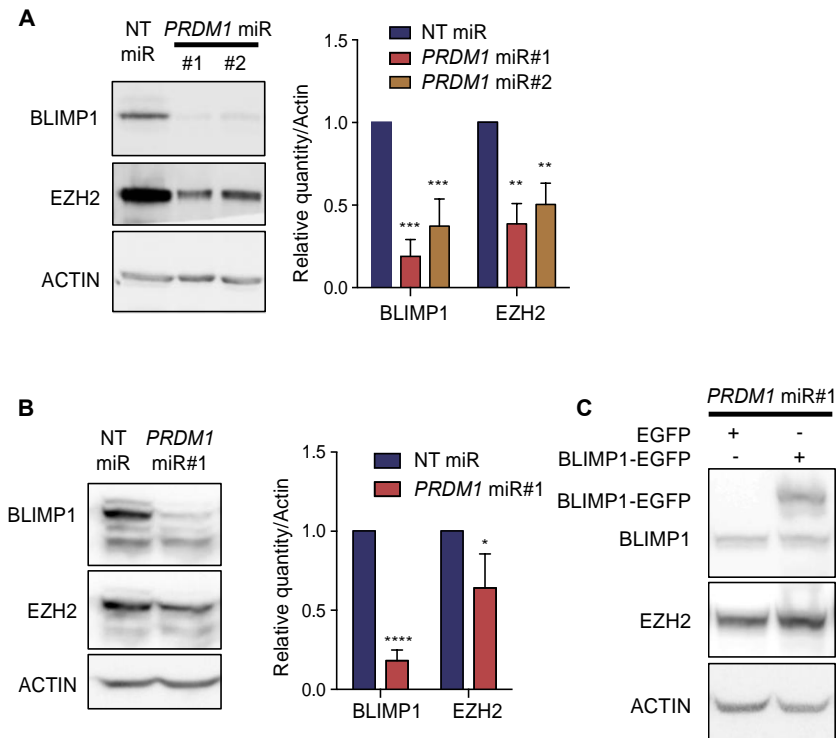 A
NT
miR
PRDM1 miR
#1 #2
BLIMP1
EZH2
ACTIN
Relative quantity/Actin
1.5
1.0
0.5
0.0
NT miR
PRDM1 miR#1
PRDM1 miR#2
*** *** ** **
BLIMP1 EZH2
B
NT
miR
PRDM1
miR#1
BLIMP1
EZH2
ACTIN
Relative quantity/Actin
1.5
1.0
0.5
0.0
NT miR
PRDM1 miR#1
**** *
BLIMP1 EZH2
C
PRDM1 miR#1
EGFP + -
BLIMP1-EGFP - +
BLIMP1-EGFP
BLIMP1
EZH2
ACTIN